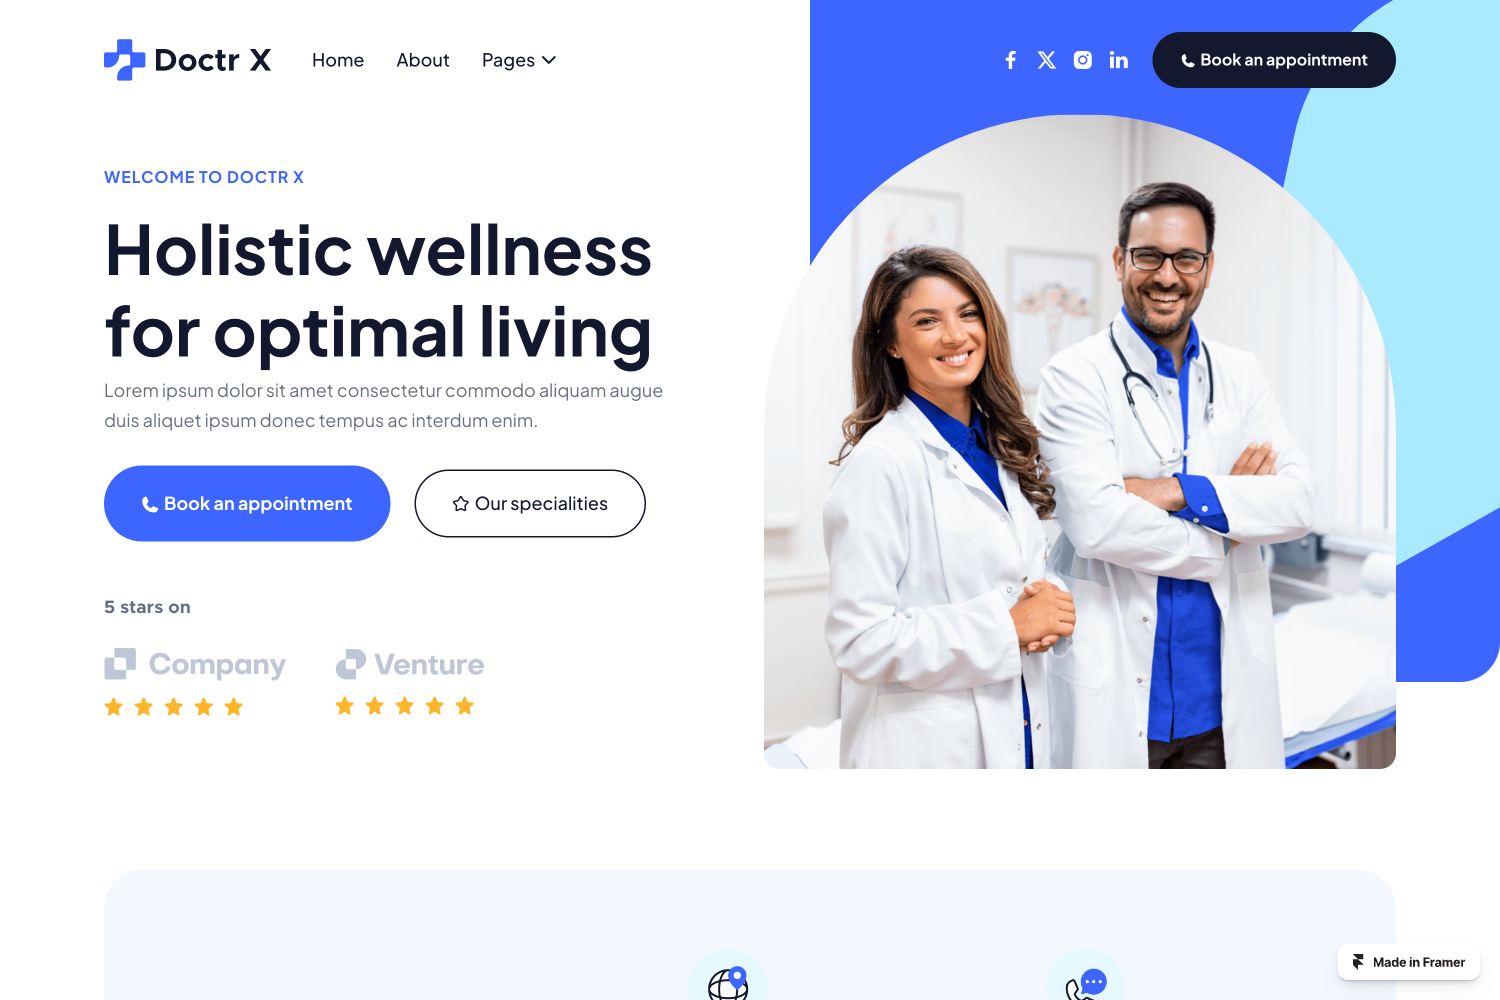 Doctr X
Home
About
Pages
Book an appointment
WELCOME TO DOCTR X
Holistic wellness
for optimal living
Lorem ipsum dolor sit amet consectetur commodo aliquam augue
duis aliquet ipsum donec tempus ac interdum enim.
Book an appointment
Our specialities
5 stars on
Company
Venture
Made in Framer